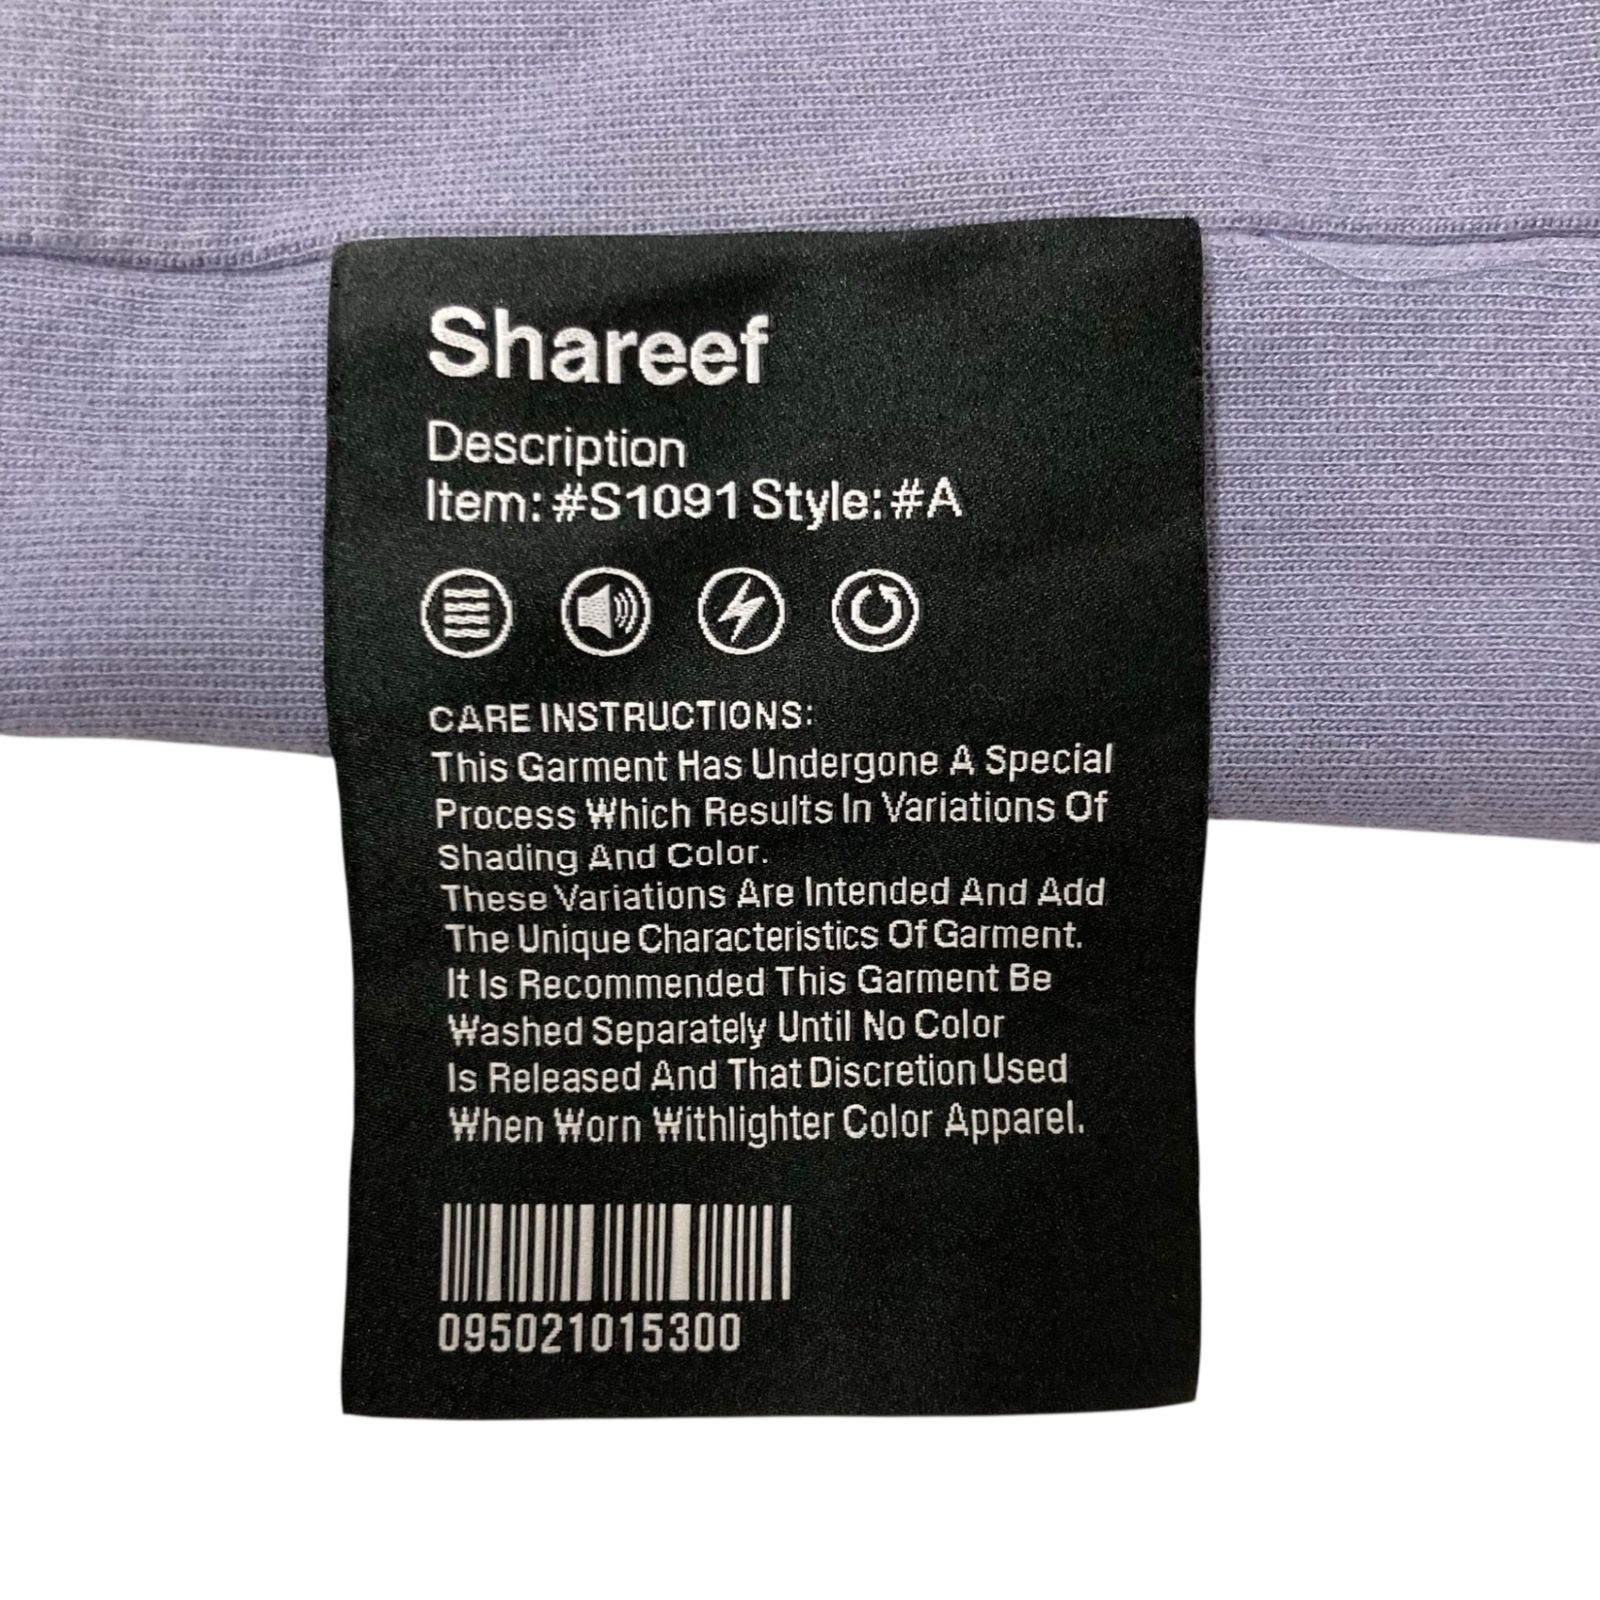 Shareef
Description
Item: #S1091 Style: #A
CARE INSTRUCTIONS:
This Garment Has Undergone A Special
Process Which Results In Variations Of
Shading And Color.
These Variations Are Intended And Add
The Unique Characteristics Of Garment.
It Is Recommended This Garment Be
Washed Separately Until No Color
Is Released And That Discretion Used
When Worn Withlighter Color Apparel.
095021015300